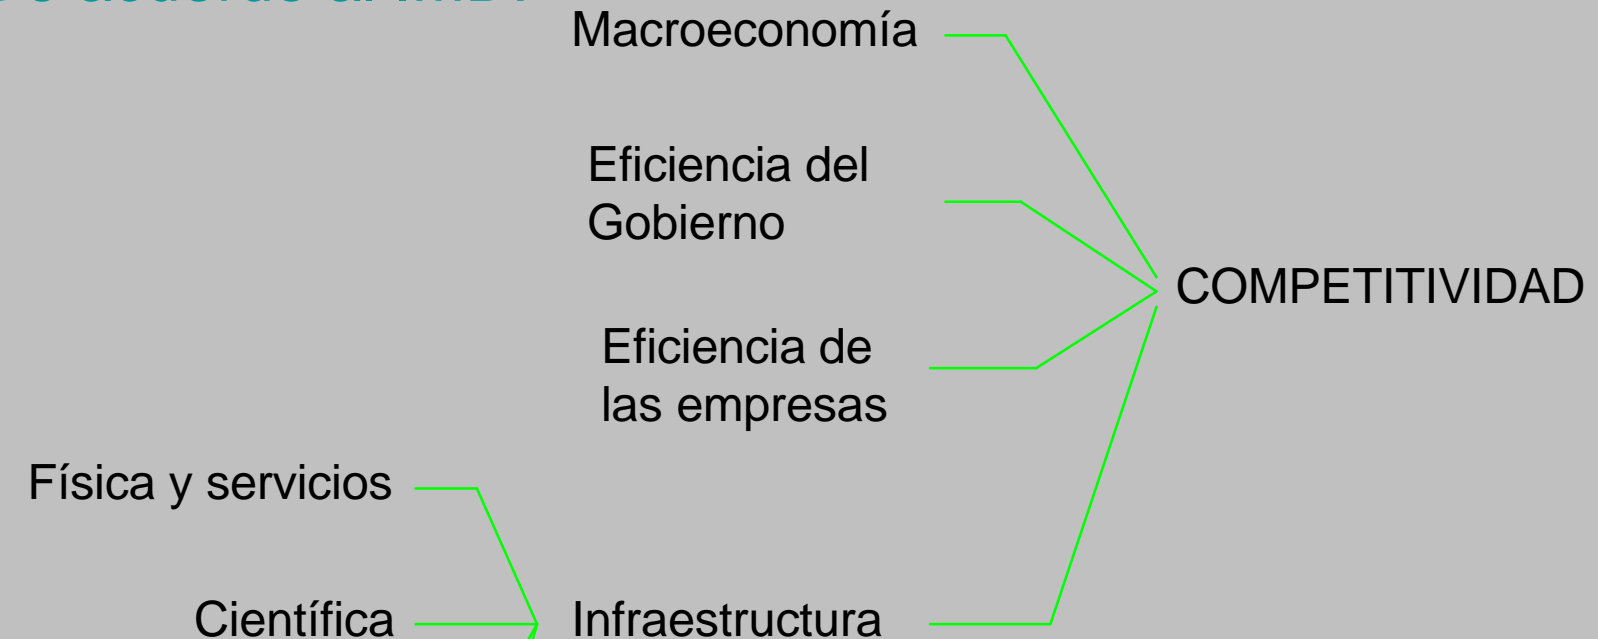 Macroeconomía
Eficiencia del
Gobierno
COMPETITIVIDAD
Eficiencia de
las empresas
Física y servicios
Científica
Infraestructura